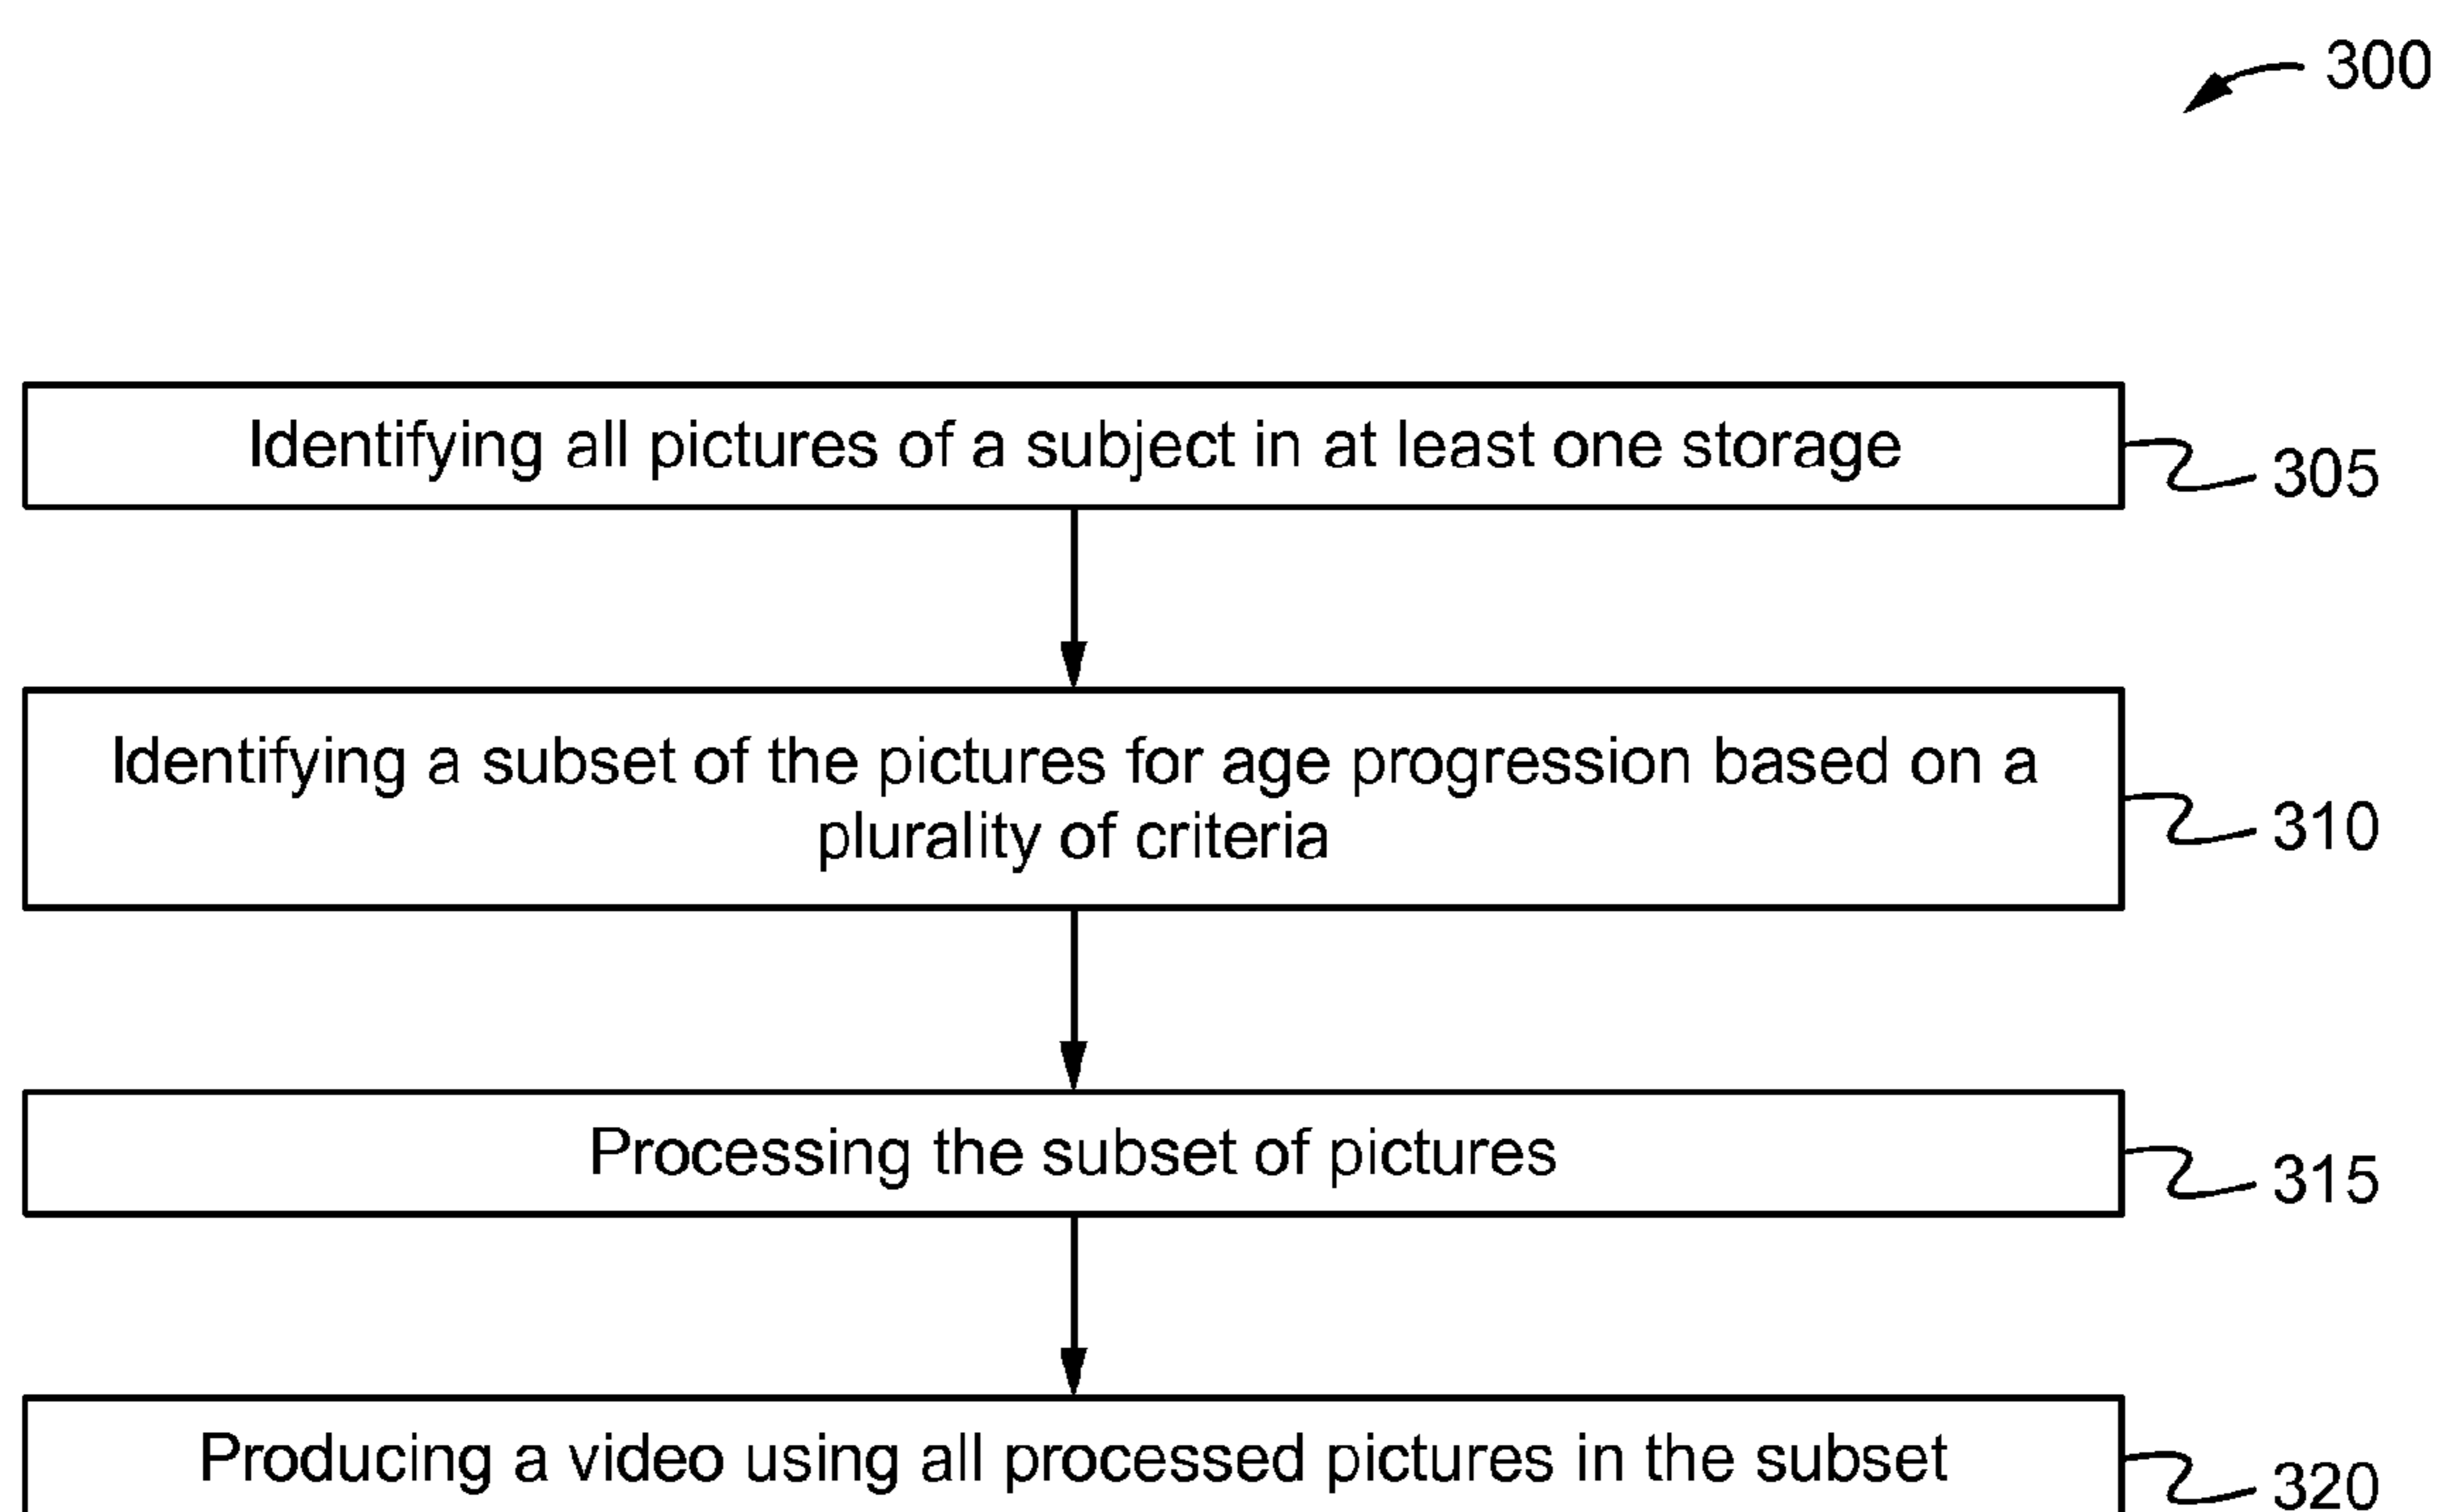 300
Identifying all pictures of a subject in at least one storage
305
Identifying a subset of the pictures for age progression based on a
plurality of criteria
310
Processing the subset of pictures
315
Producing a video using all processed pictures in the subset
320